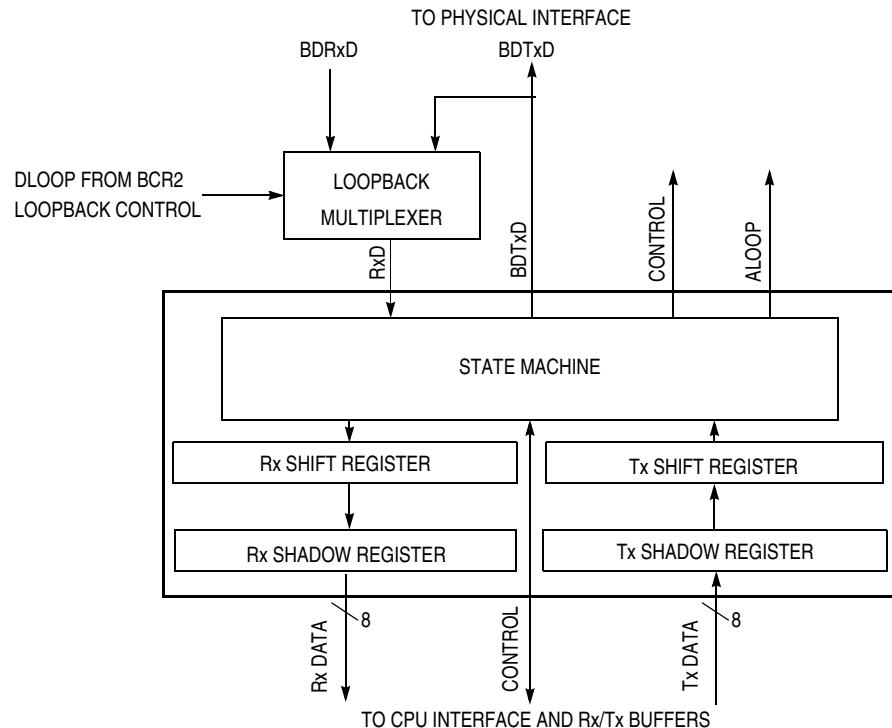 TO PHYSICAL INTERFACE
BDRxD
BDTxD
DLOOP FROM BCR2
LOOPBACK CONTROL
LOOPBACK
MULTIPLEXER
RxD
BDTxD
CONTROL
ALOOP
STATE MACHINE
Rx SHIFT REGISTER
Tx SHIFT REGISTER
Rx SHADOW REGISTER
Tx SHADOW REGISTER
Rx DATA
8
CONTROL
Tx DATA
8
TO CPU INTERFACE AND Rx/Tx BUFFERS